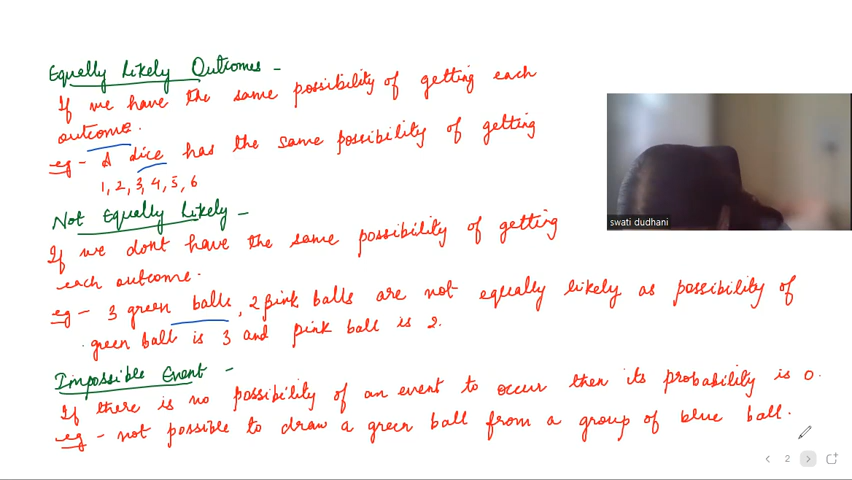 Equally Likely Outcomes -
If we have the same possibility of getting each
outcome.
eg - A dice has the same possibility of getting
1, 2, 3, 4, 5, 6
Not Equally Likely -
If we dont have the same possibility of getting
each outcome.
eg - 3 green balls, 2 pink balls are not equally likely as possibility of
green ball is 3 and pink ball is 2.
Impossible Event -
If there is no possibility of an event to occur then its probability is 0.
eg - not possible to draw a green ball from a group of blue ball.
swati dudhani
2